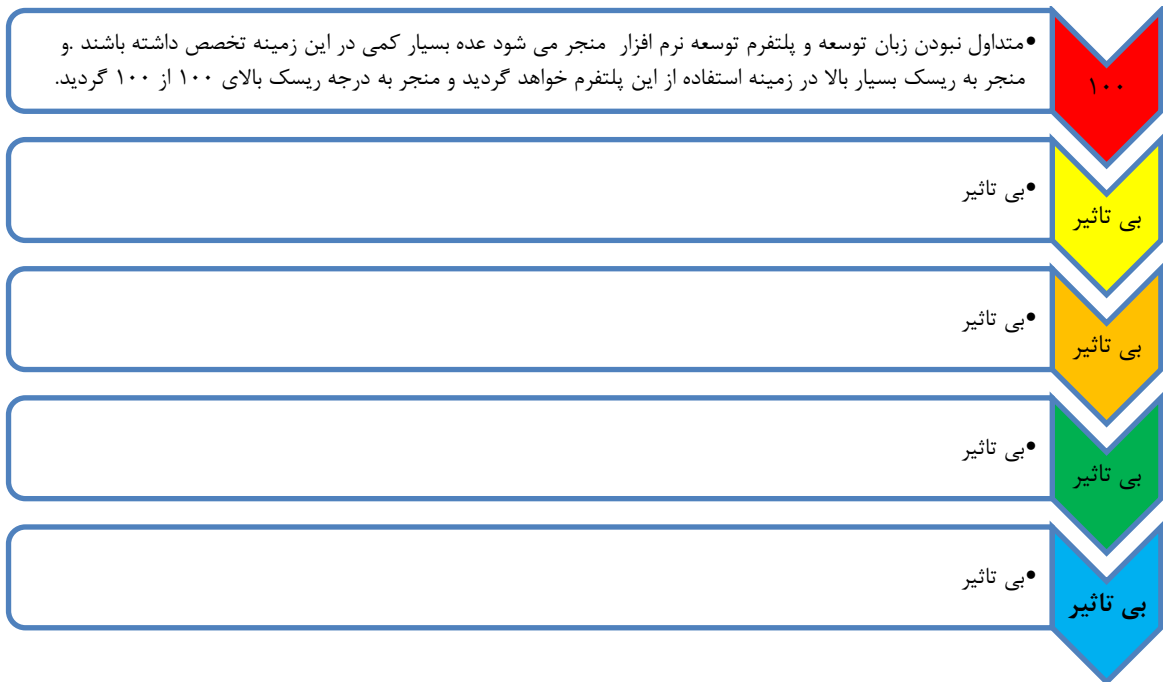 •متداول نبودن زبان توسعه و پلتفرم توسعه نرم افزار  منجر می شود عده بسیار کمی در این زمینه تخصص داشته باشند .و
منجر به ریسک بسیار بالا در زمینه استفاده از این پلتفرم خواهد گردید و منجر به درجه ریسک بالای ۱۰۰ از ۱۰۰ گردید.
۱۰۰
•بی تاثیر
بی تاثیر
•بی تاثیر
بی تاثیر
•بی تاثیر
بی تاثیر
•بی تاثیر
بی تاثیر